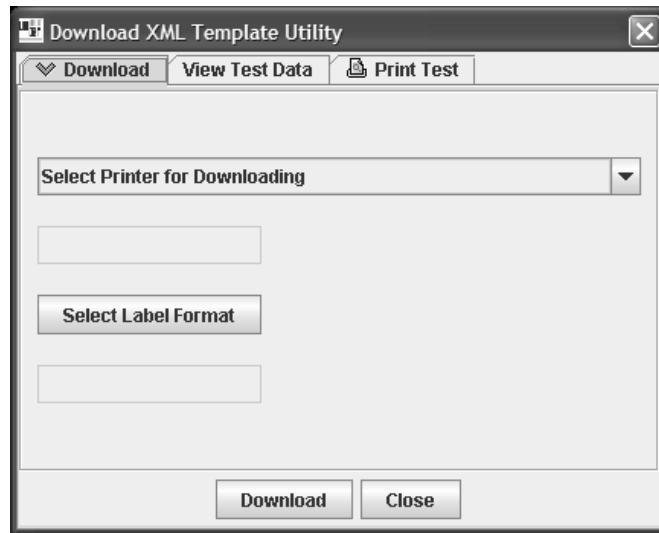 Download XML Template Utility
Download View Test Data Print Test
Select Printer for Downloading
Select Label Format
Download Close